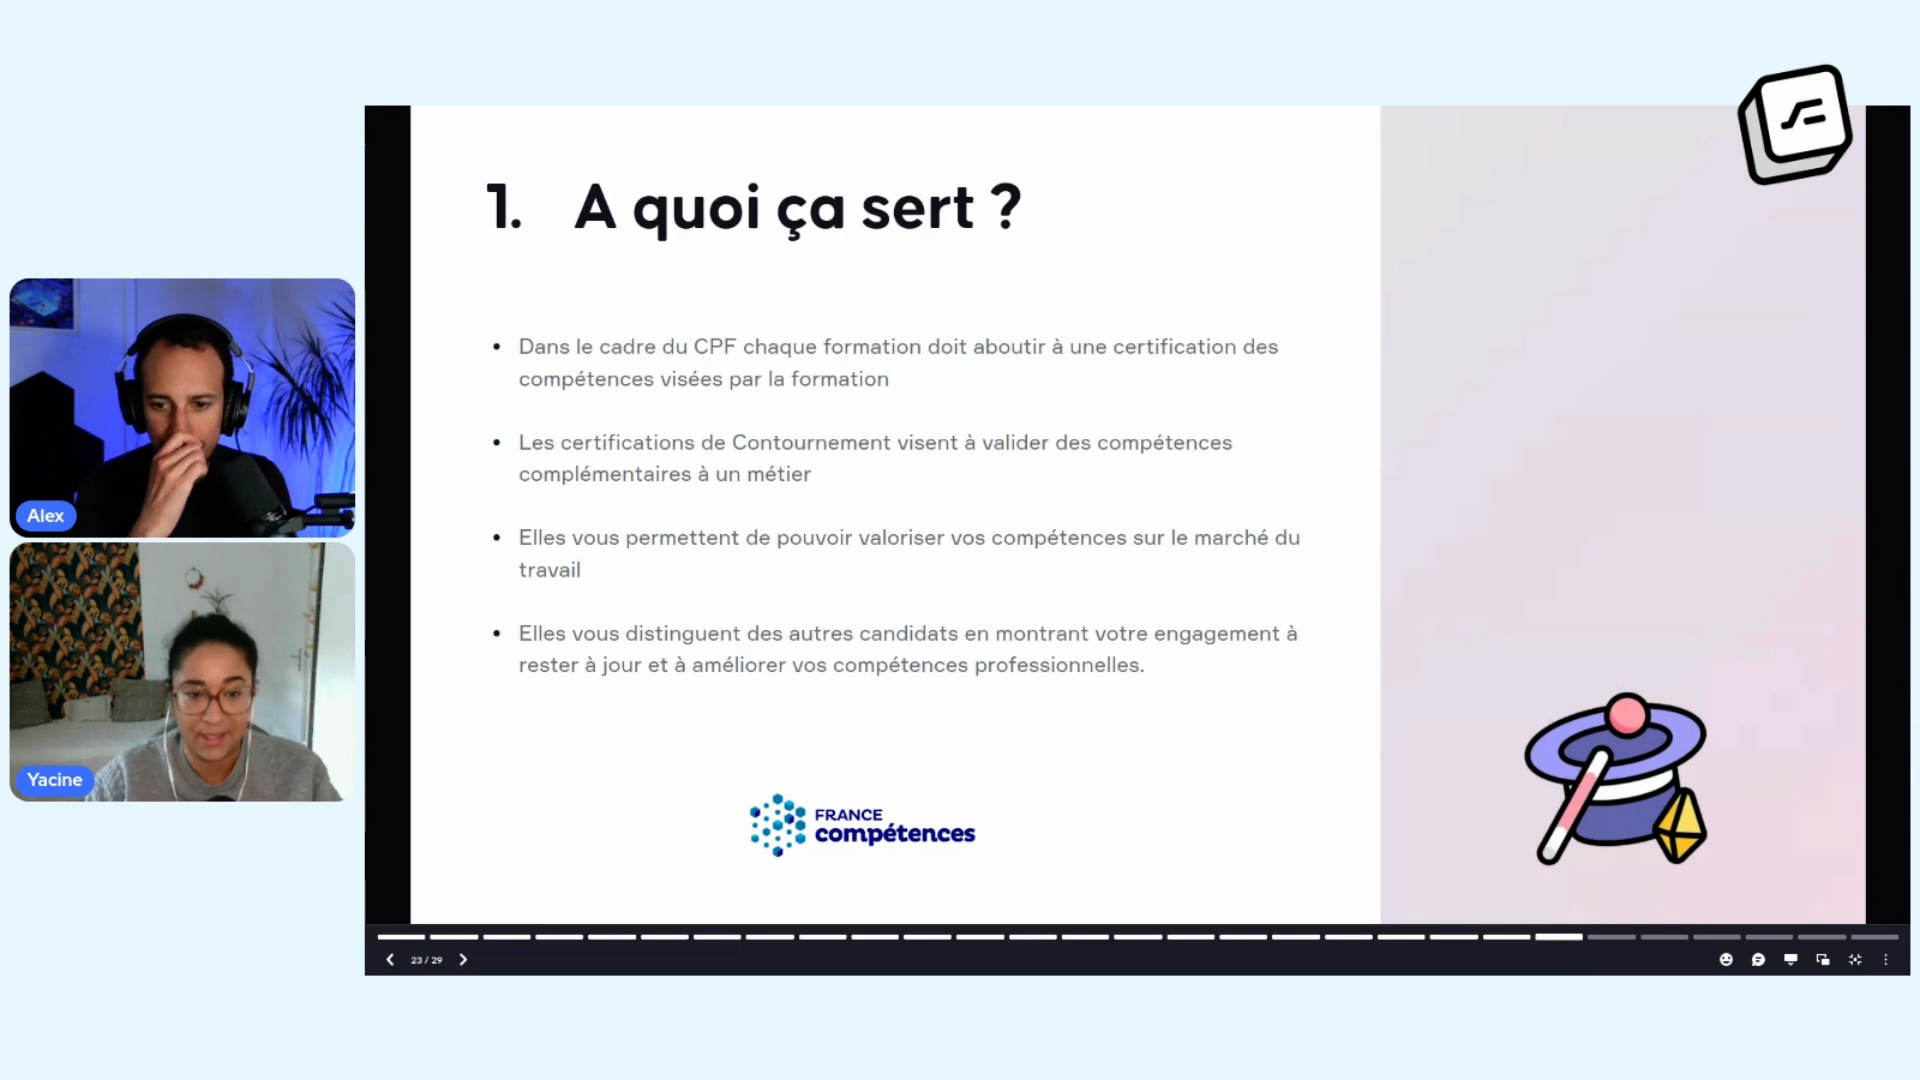 1. A quoi ça sert ?
• Dans le cadre du CPF chaque formation doit aboutir à une certification des
compétences visées par la formation
• Les certifications de Contournement visent à valider des compétences
complémentaires à un métier
• Elles vous permettent de pouvoir valoriser vos compétences sur le marché du
travail
• Elles vous distinguent des autres candidats en montrant votre engagement à
rester à jour et à améliorer vos compétences professionnelles.
Alex
Yacine
FRANCE
compétences
23 / 29